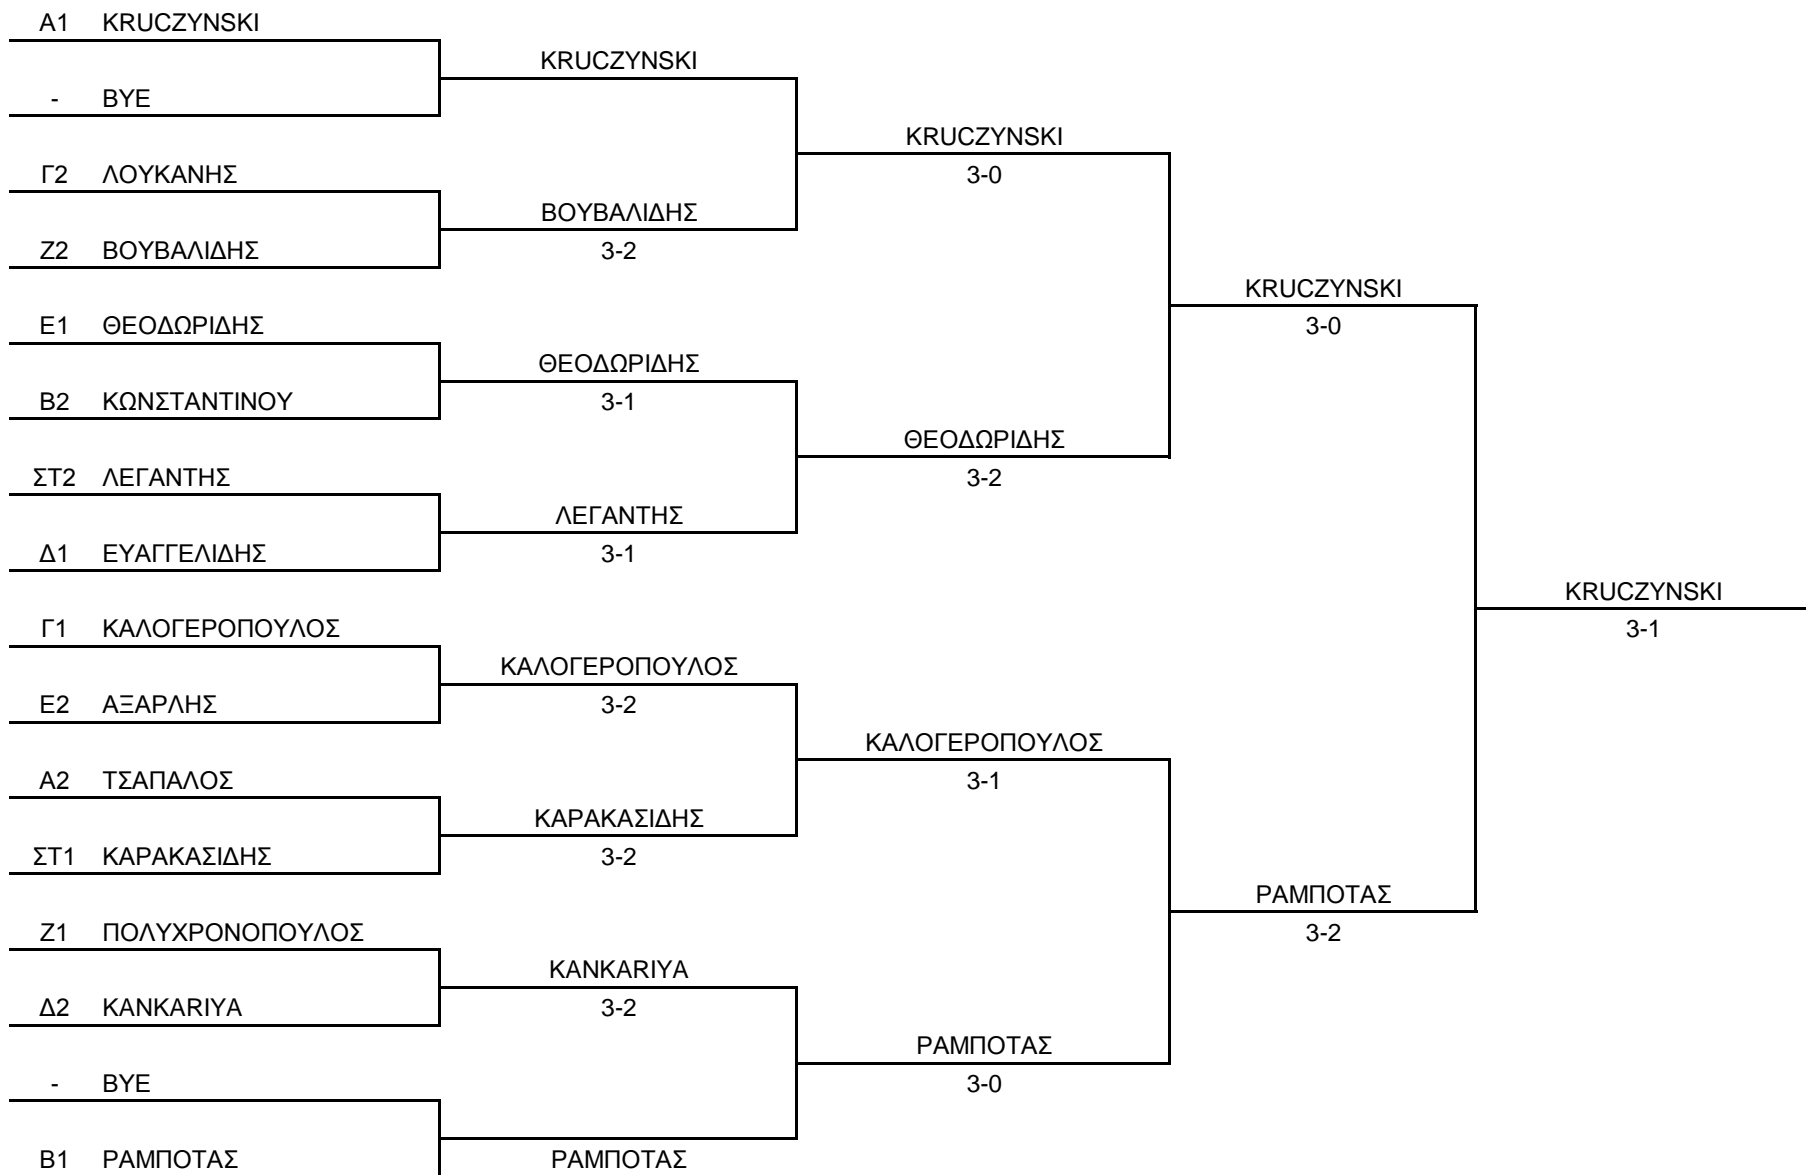 Α1 KRUCZYNSKI
KRUCZYNSKI
- BYE
KRUCZYNSKI
Γ2 ΛΟΥΚΑΝΗΣ
3-0
ΒΟΥΒΑΛΙΔΗΣ
Ζ2 ΒΟΥΒΑΛΙΔΗΣ
3-2
KRUCZYNSKI
Ε1 ΘΕΟΔΩΡΙΔΗΣ
3-0
ΘΕΟΔΩΡΙΔΗΣ
Β2 ΚΩΝΣΤΑΝΤΙΝΟΥ
3-1
ΘΕΟΔΩΡΙΔΗΣ
ΣΤ2 ΛΕΓΑΝΤΗΣ
3-2
ΛΕΓΑΝΤΗΣ
Δ1 ΕΥΑΓΓΕΛΙΔΗΣ
3-1
KRUCZYNSKI
Γ1 ΚΑΛΟΓΕΡΟΠΟΥΛΟΣ
3-1
ΚΑΛΟΓΕΡΟΠΟΥΛΟΣ
Ε2 ΑΞΑΡΛΗΣ
3-2
ΚΑΛΟΓΕΡΟΠΟΥΛΟΣ
Α2 ΤΣΑΠΑΛΟΣ
3-1
ΚΑΡΑΚΑΣΙΔΗΣ
ΣΤ1 ΚΑΡΑΚΑΣΙΔΗΣ
3-2
ΡΑΜΠΟΤΑΣ
Ζ1 ΠΟΛΥΧΡΟΝΟΠΟΥΛΟΣ
3-2
KANKARIYA
Δ2 KANKARIYA
3-2
ΡΑΜΠΟΤΑΣ
- BYE
3-0
Β1 ΡΑΜΠΟΤΑΣ
ΡΑΜΠΟΤΑΣ